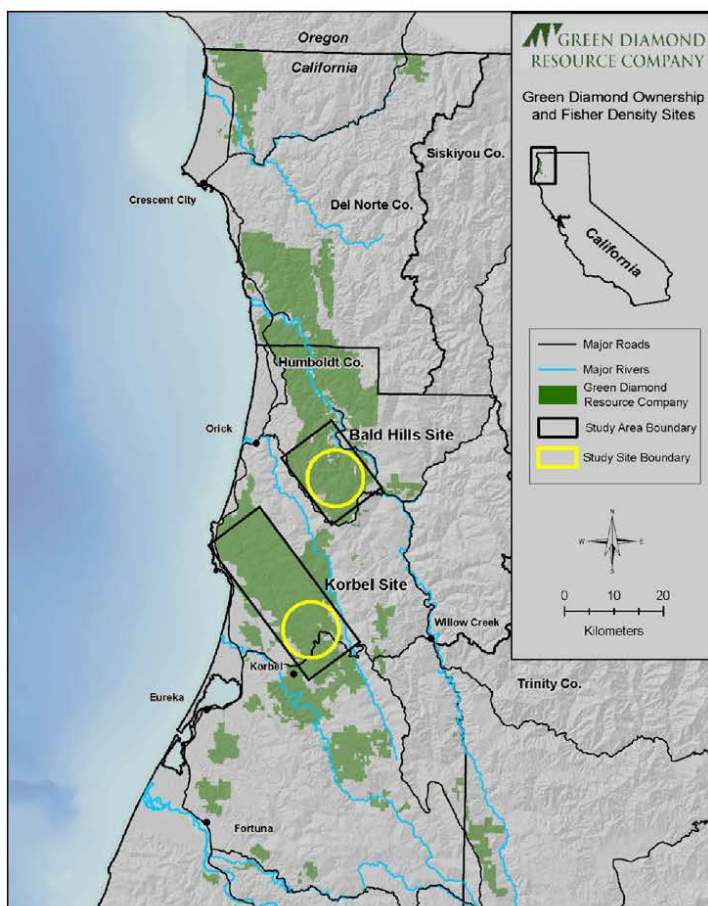 Oregon
California
Siskiyou Co.
Crescent City
Del Norte Co.
Humboldt Co.
Orick
Bald Hills Site
Korbel Site
Willow Creek
Korbel
Trinity Co.
Eureka
Fortuna
GREEN DIAMOND
RESOURCE COMPANY
Green Diamond Ownership
and Fisher Density Sites
California
Major Roads
Major Rivers
Green Diamond
Resource Company
Study Area Boundary
Study Site Boundary
N
W
E
S
0 10 20
Kilometers